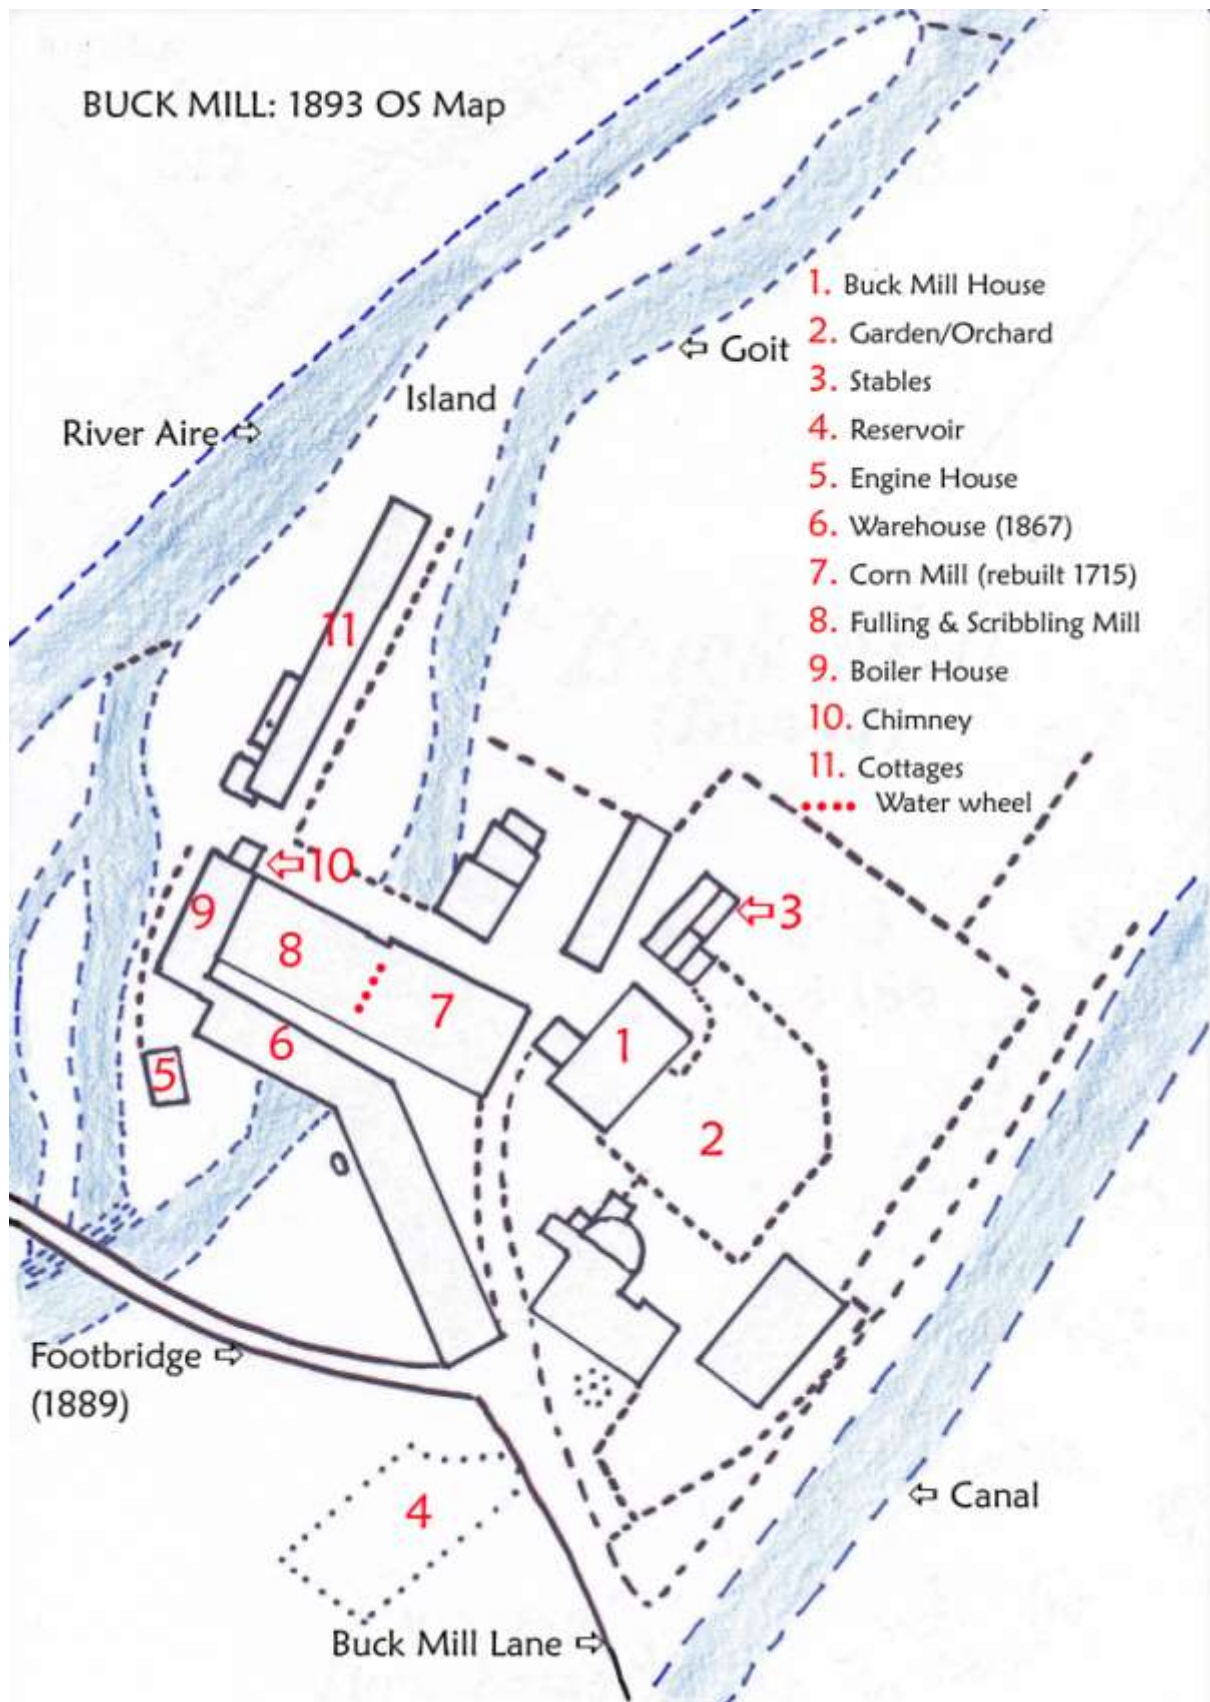 BUCK MILL: 1893 OS Map
1. Buck Mill House
2. Garden/Orchard
3. Stables
4. Reservoir
5. Engine House
6. Warehouse (1867)
7. Corn Mill (rebuilt 1715)
8. Fulling & Scribbling Mill
9. Boiler House
10. Chimney
11. Cottages
Water wheel
Goit
Island
River Aire
11
10
9
8
3
7
6
1
5
2
Footbridge
(1889)
4
Canal
Buck Mill Lane